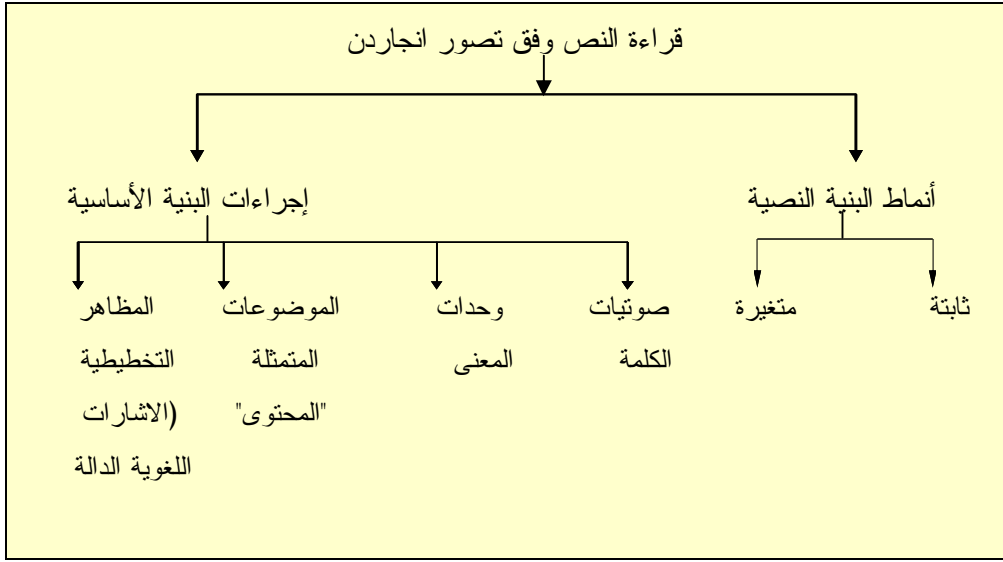 قراءة النص وفق تصور انجاردن
أنماط البنية النصية
إجراءات البنية الأساسية
ثابتة
متغيرة
صوتيات
الكلمة
وحدات
المعنى
الموضوعات
المتمثلة
"المحتوى"
المظاهر
التخطيطية
(الاشارات
اللغوية الدالة